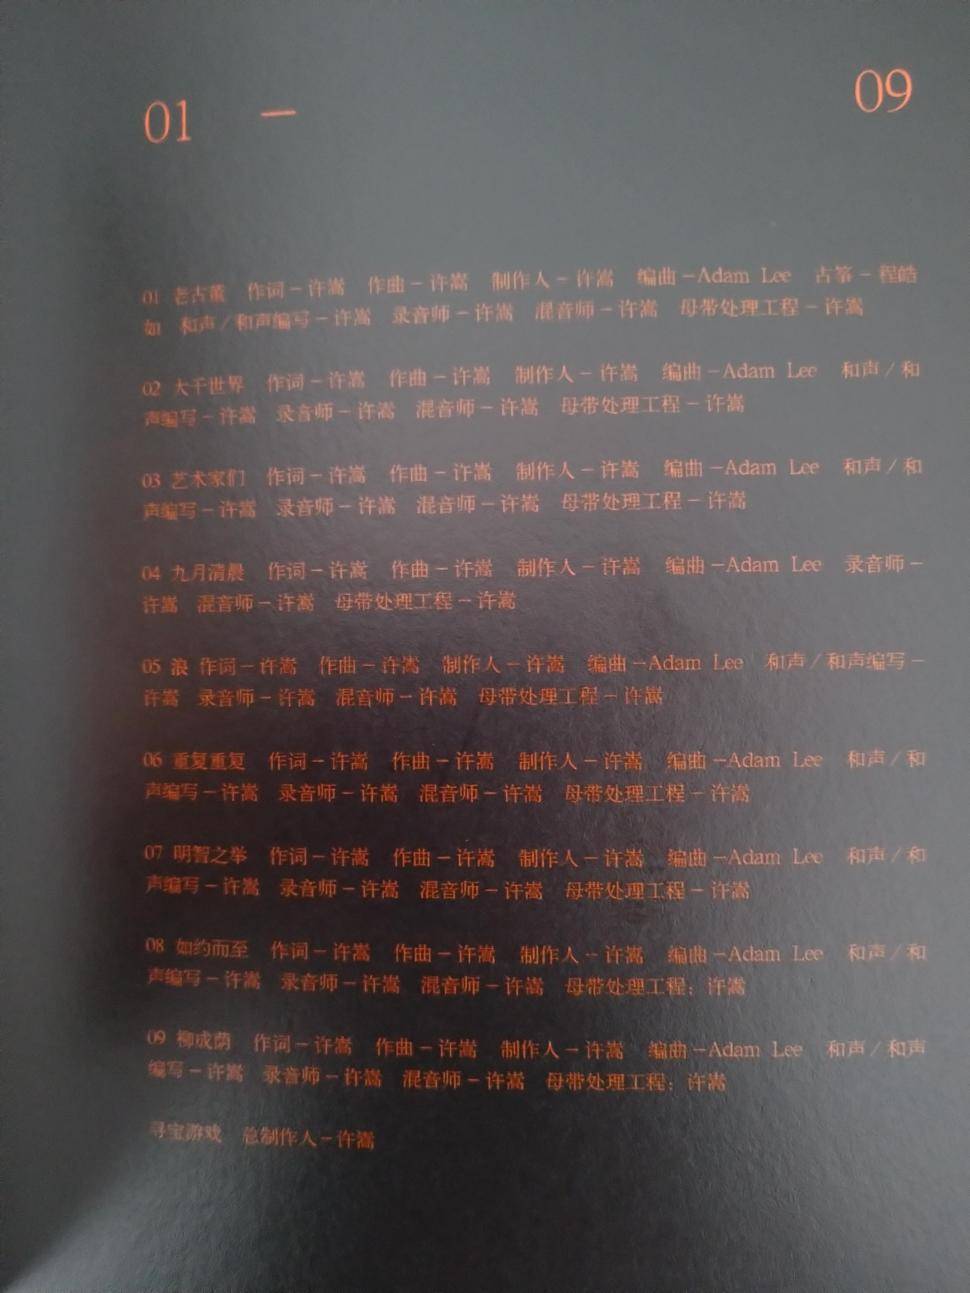 01 — 09
01 老古董 作词－许嵩 作曲－许嵩 制作人－许嵩 编曲－Adam Lee 古筝－程皓
如 和声／和声编写－许嵩 录音师－许嵩 混音师－许嵩 母带处理工程－许嵩
02 大千世界 作词－许嵩 作曲－许嵩 制作人－许嵩 编曲－Adam Lee 和声／和
声编写－许嵩 录音师－许嵩 混音师－许嵩 母带处理工程－许嵩
03 艺术家们 作词－许嵩 作曲－许嵩 制作人－许嵩 编曲－Adam Lee 和声／和
声编写－许嵩 录音师－许嵩 混音师－许嵩 母带处理工程－许嵩
04 九月清晨 作词－许嵩 作曲－许嵩 制作人－许嵩 编曲－Adam Lee 录音师－
许嵩 混音师－许嵩 母带处理工程－许嵩
05 浪 作词－许嵩 作曲－许嵩 制作人－许嵩 编曲－Adam Lee 和声／和声编写－
许嵩 录音师－许嵩 混音师－许嵩 母带处理工程－许嵩
06 重复重复 作词－许嵩 作曲－许嵩 制作人－许嵩 编曲－Adam Lee 和声／和
声编写－许嵩 录音师－许嵩 混音师－许嵩 母带处理工程－许嵩
07 明智之举 作词－许嵩 作曲－许嵩 制作人－许嵩 编曲－Adam Lee 和声／和
声编写－许嵩 录音师－许嵩 混音师－许嵩 母带处理工程－许嵩
08 如约而至 作词－许嵩 作曲－许嵩 制作人－许嵩 编曲－Adam Lee 和声／和
声编写－许嵩 录音师－许嵩 混音师－许嵩 母带处理工程：许嵩
09 柳成荫 作词－许嵩 作曲－许嵩 制作人－许嵩 编曲－Adam Lee 和声／和声
编写－许嵩 录音师－许嵩 混音师－许嵩 母带处理工程：许嵩
寻宝游戏 总制作人－许嵩